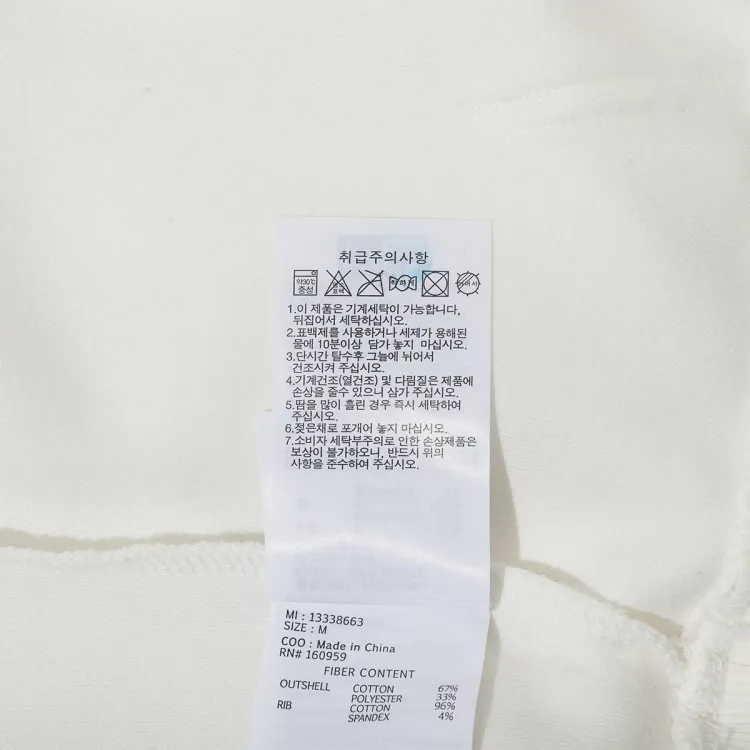 취급주의사항
약30℃
중성
염소
표백
약하게
뉘어서
1.이 제품은 기계세탁이 가능합니다,
뒤집어서 세탁하십시오.
2.표백제를 사용하거나 세제가 용해된
물에 10분이상 담가 놓지 마십시오.
3.단시간 탈수후 그늘에 뉘어서
건조시켜 주십시오.
4.기계건조(열건조) 및 다림질은 제품에
손상을 줄수 있으니 삼가 주십시오.
5.땀을 많이 흘린 경우 즉시 세탁하여
주십시오.
6.젖은채로 포개어 놓지 마십시오.
7.소비자 세탁부주의로 인한 손상제품은
보상이 불가하오니, 반드시 위의
사항을 준수하여 주십시오.
MI : 13338663
SIZE : M
COO : Made in China
RN# 160959
FIBER CONTENT
OUTSHELL COTTON 67%
POLYESTER 33%
RIB COTTON 96%
SPANDEX 4%